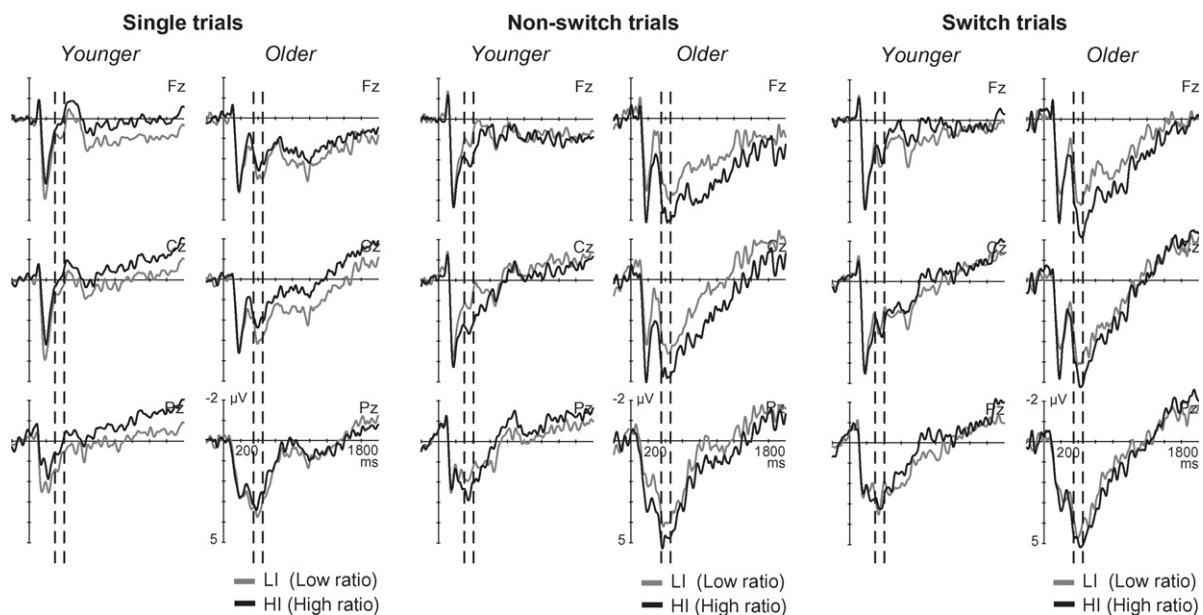 Single trials Non-switch trials Switch trials
Younger Older Younger Older Younger Older
Fz Fz Fz Fz Fz Fz
Cz Cz Cz Cz Cz Cz
-2 µV -2 µV -2 µV
Pz Pz Pz Pz Pz Pz
200 1800 200 1800 200 1800
ms ms ms
5 5 5
LI (Low ratio) LI (Low ratio) LI (Low ratio)
HI (High ratio) HI (High ratio) HI (High ratio)